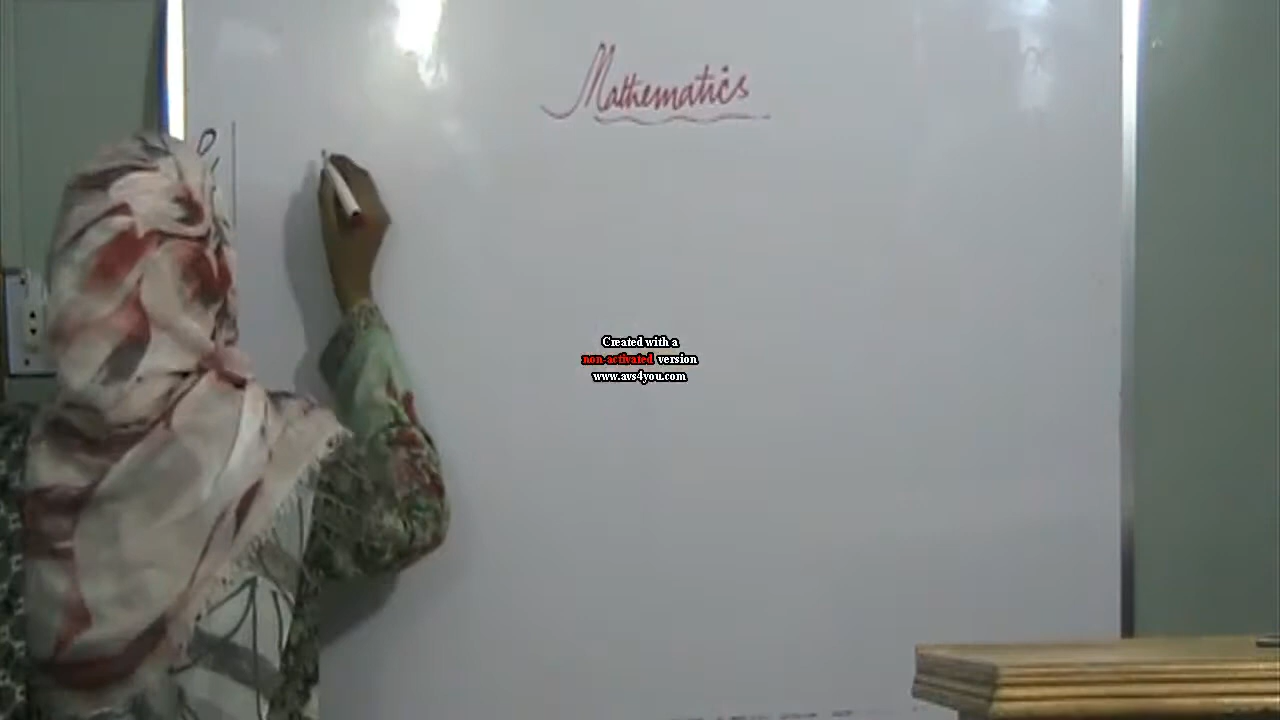 Mathematics
Created with a
non-activated version
www.avs4you.com